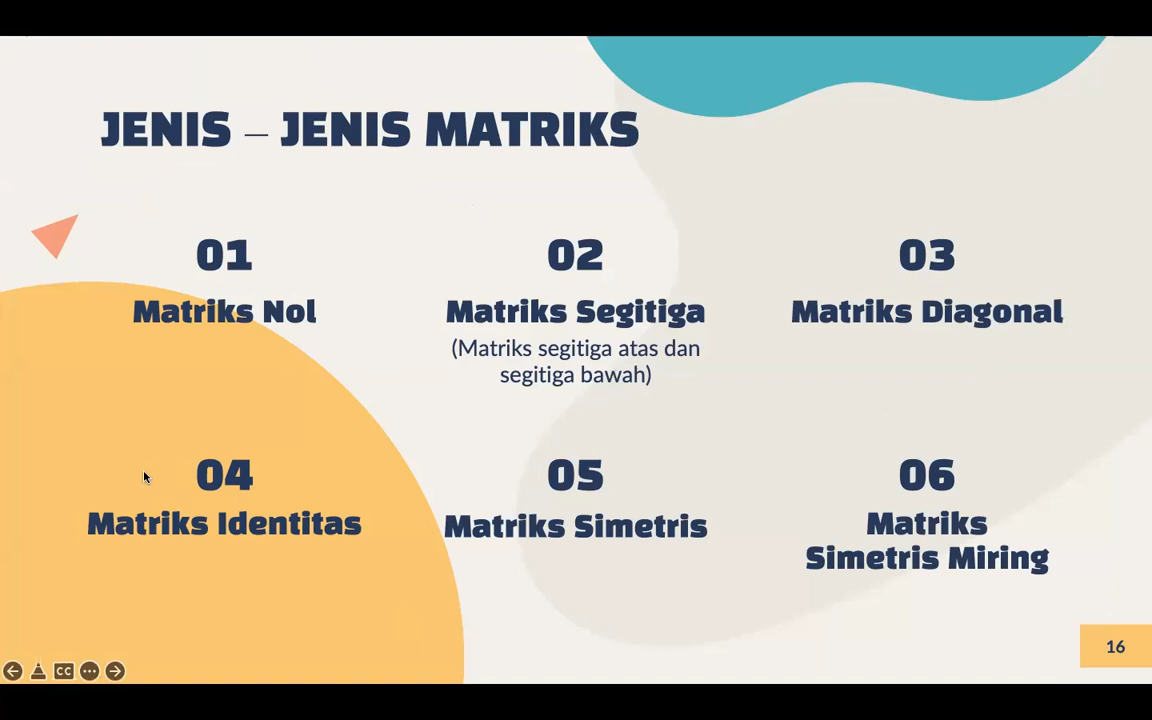 JENIS – JENIS MATRIKS
01
Matriks Nol
02
Matriks Segitiga
(Matriks segitiga atas dan
segitiga bawah)
03
Matriks Diagonal
04
Matriks Identitas
05
Matriks Simetris
06
Matriks
Simetris Miring
CC
16